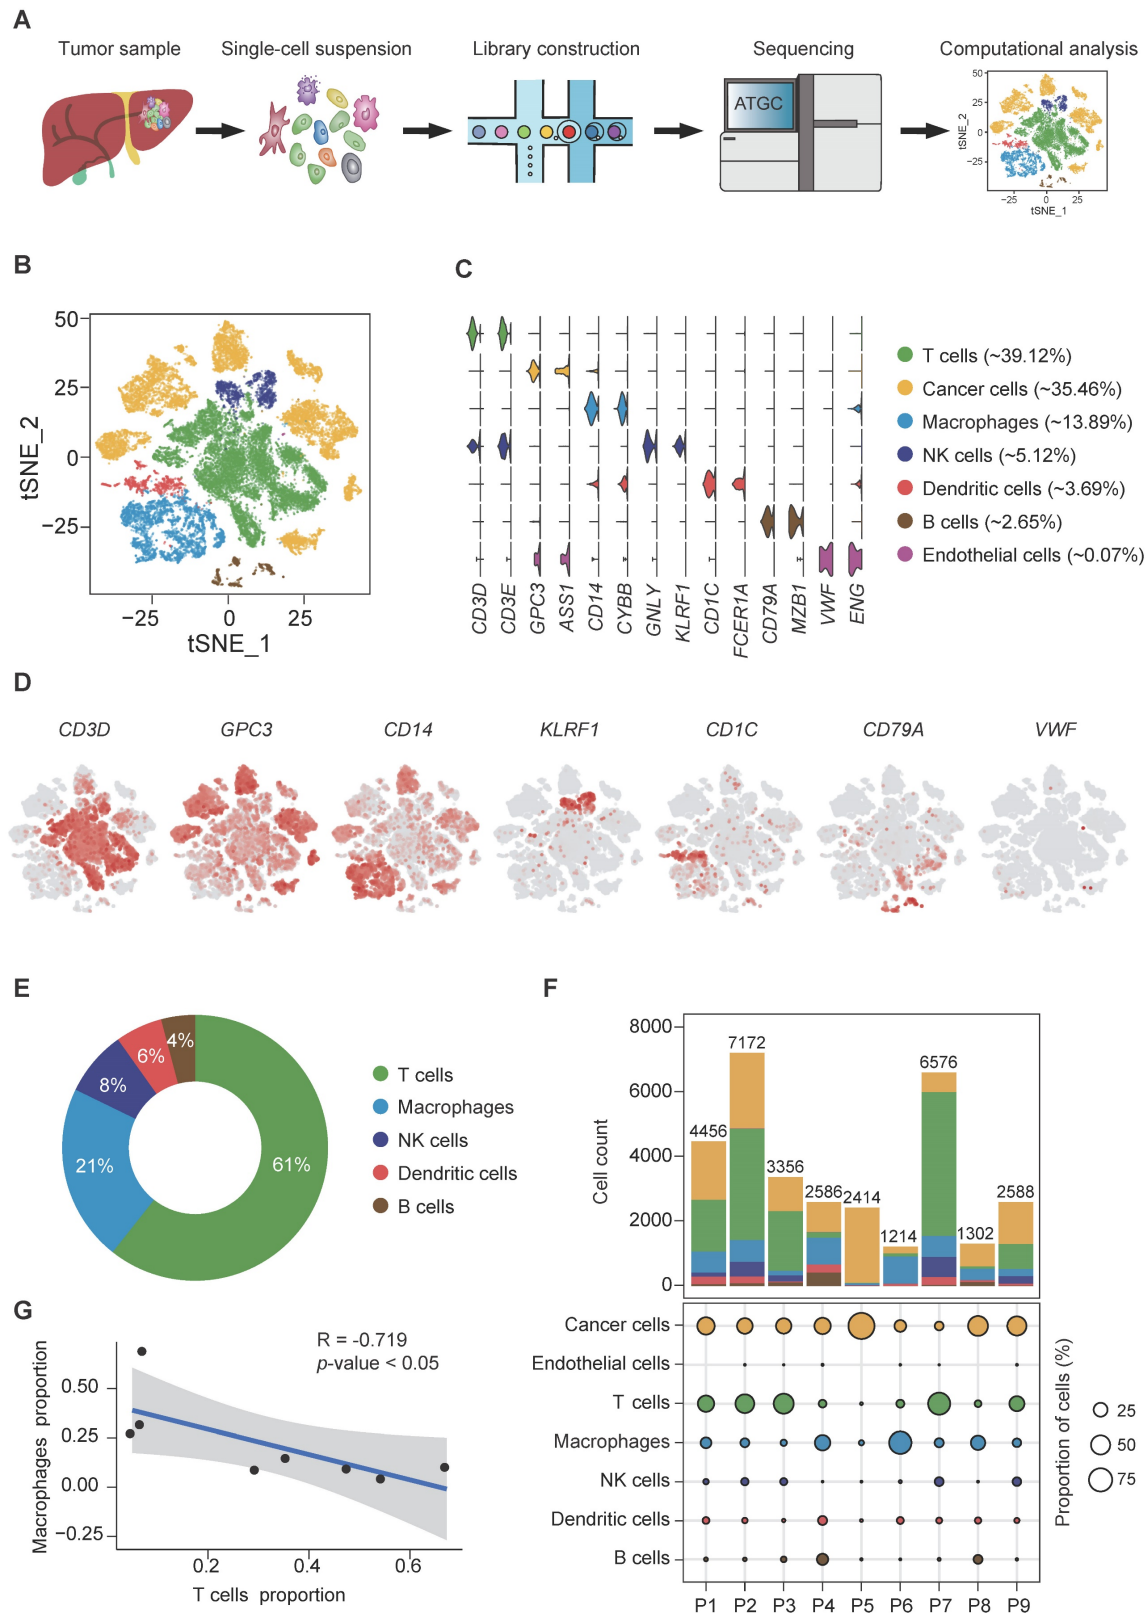 A
Tumor sample
Single-cell suspension
Library construction
Sequencing
Computational analysis
ATGC
50
25
0
−25
tSNE_2
−25
0
25
tSNE_1
B
50
25
0
−25
tSNE_2
−25
0
25
tSNE_1
C
T cells (~39.12%)
Cancer cells (~35.46%)
Macrophages (~13.89%)
NK cells (~5.12%)
Dendritic cells (~3.69%)
B cells (~2.65%)
Endothelial cells (~0.07%)
CD3D
CD3E
GPC3
ASS1
CD14
CYBB
GNLY
KLRF1
CD1C
FCER1A
CD79A
MZB1
VWF
ENG
D
CD3D
GPC3
CD14
KLRF1
CD1C
CD79A
VWF
E
4%
6%
8%
21%
61%
T cells
Macrophages
NK cells
Dendritic cells
B cells
F
8000
6000
4000
2000
0
Cell count
4456
7172
3356
2586
2414
1214
6576
1302
2588
Cancer cells
Endothelial cells
T cells
Macrophages
NK cells
Dendritic cells
B cells
P1
P2
P3
P4
P5
P6
P7
P8
P9
Proportion of cells (%)
25
50
75
G
R = -0.719
p-value < 0.05
Macrophages proportion
0.50
0.25
0.00
−0.25
0.2
0.4
0.6
T cells proportion